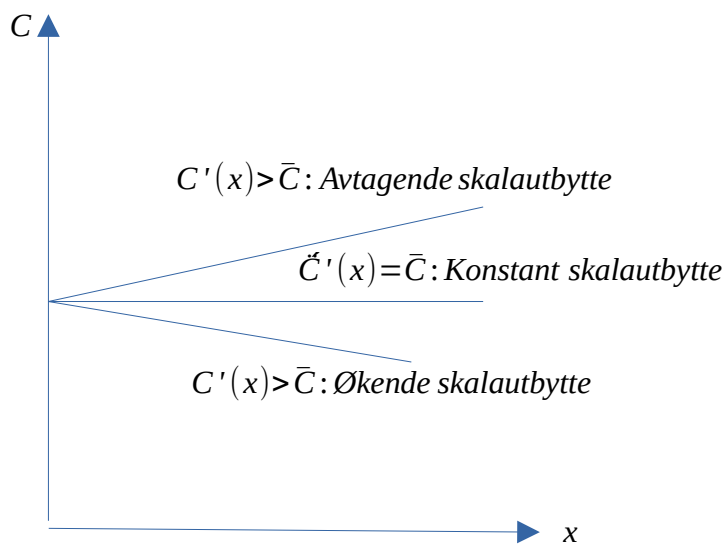 C
C'(x)>C̄: Avtagende skalautbytte
C̈́'(x)=C̄: Konstant skalautbytte
C'(x)>C̄: Økende skalautbytte
x